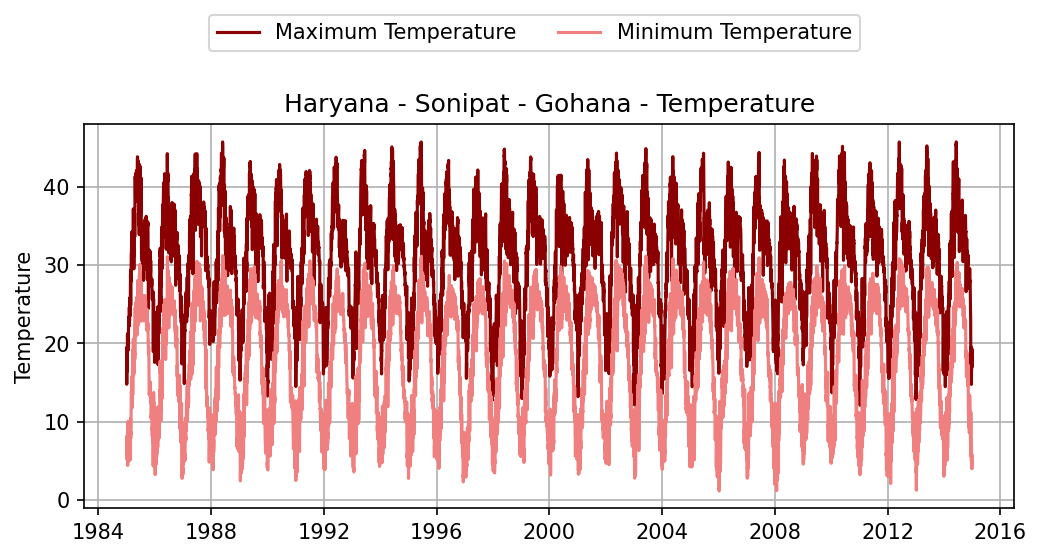 Maximum Temperature Minimum Temperature
Haryana - Sonipat - Gohana - Temperature
Temperature
40
30
20
10
0
1984 1988 1992 1996 2000 2004 2008 2012 2016